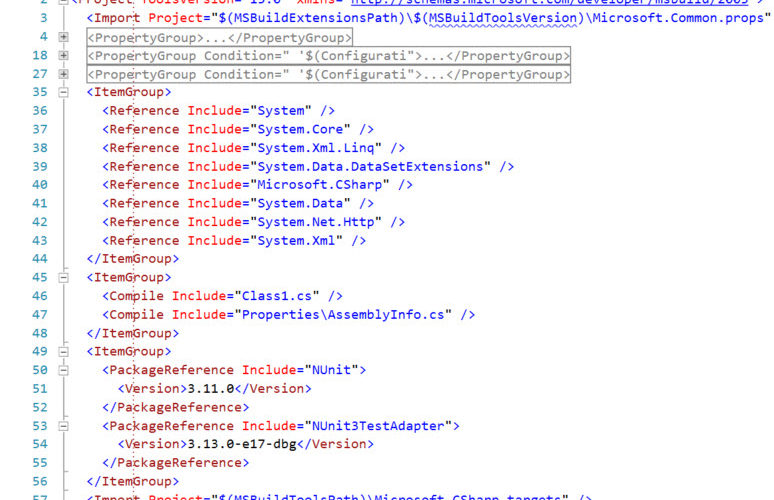 2 <Project ToolsVersion="15.0" xmlns="http://schemas.microsoft.com/developer/msbuild/2003">
3 <Import Project="$(MSBuildExtensionsPath)\$(MSBuildToolsVersion)\Microsoft.Common.props"
4 <PropertyGroup>...</PropertyGroup>
18 <PropertyGroup Condition=" '$(Configurati">...</PropertyGroup>
27 <PropertyGroup Condition=" '$(Configurati">...</PropertyGroup>
35 <ItemGroup>
36 <Reference Include="System" />
37 <Reference Include="System.Core" />
38 <Reference Include="System.Xml.Linq" />
39 <Reference Include="System.Data.DataSetExtensions" />
40 <Reference Include="Microsoft.CSharp" />
41 <Reference Include="System.Data" />
42 <Reference Include="System.Net.Http" />
43 <Reference Include="System.Xml" />
44 </ItemGroup>
45 <ItemGroup>
46 <Compile Include="Class1.cs" />
47 <Compile Include="Properties\AssemblyInfo.cs" />
48 </ItemGroup>
49 <ItemGroup>
50 <PackageReference Include="NUnit">
51 <Version>3.11.0</Version>
52 </PackageReference>
53 <PackageReference Include="NUnit3TestAdapter">
54 <Version>3.13.0-e17-dbg</Version>
55 </PackageReference>
56 </ItemGroup>
57 <Import Project="$(MSBuildToolsPath)\Microsoft.CSharp.targets" />